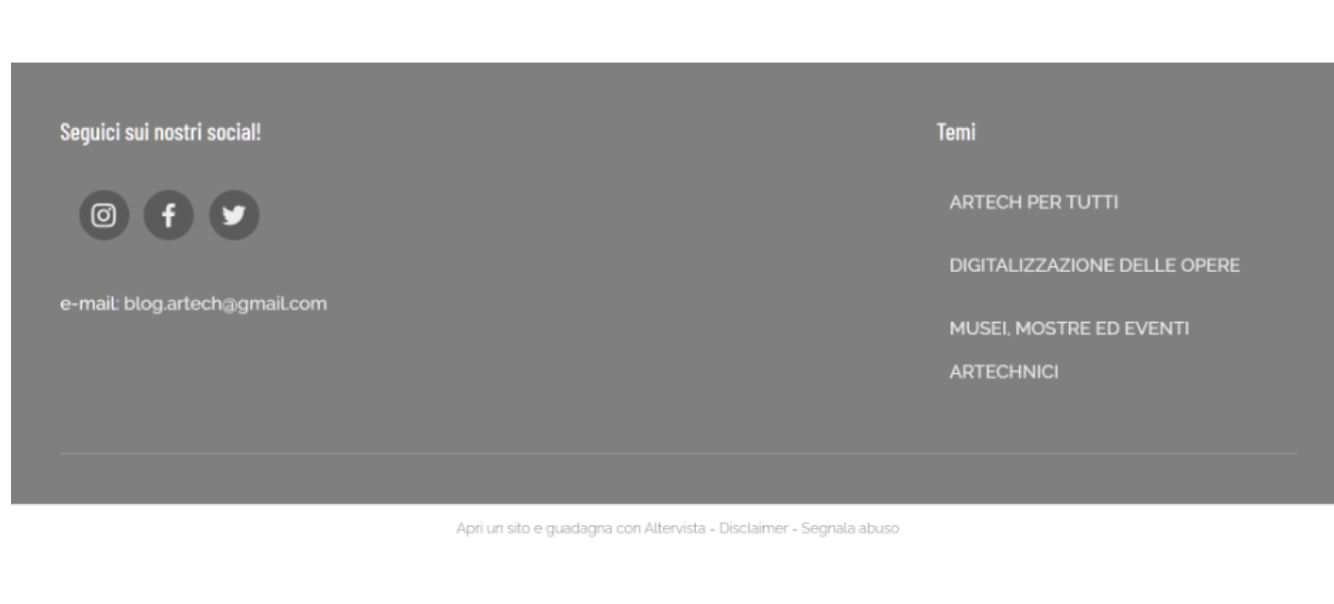 Seguici sui nostri social!
e-mail: blog.artech@gmail.com
Temi
ARTECH PER TUTTI
DIGITALIZZAZIONE DELLE OPERE
MUSEI, MOSTRE ED EVENTI
ARTECHNICI
Apri un sito e guadagna con Altervista - Disclaimer - Segnala abuso